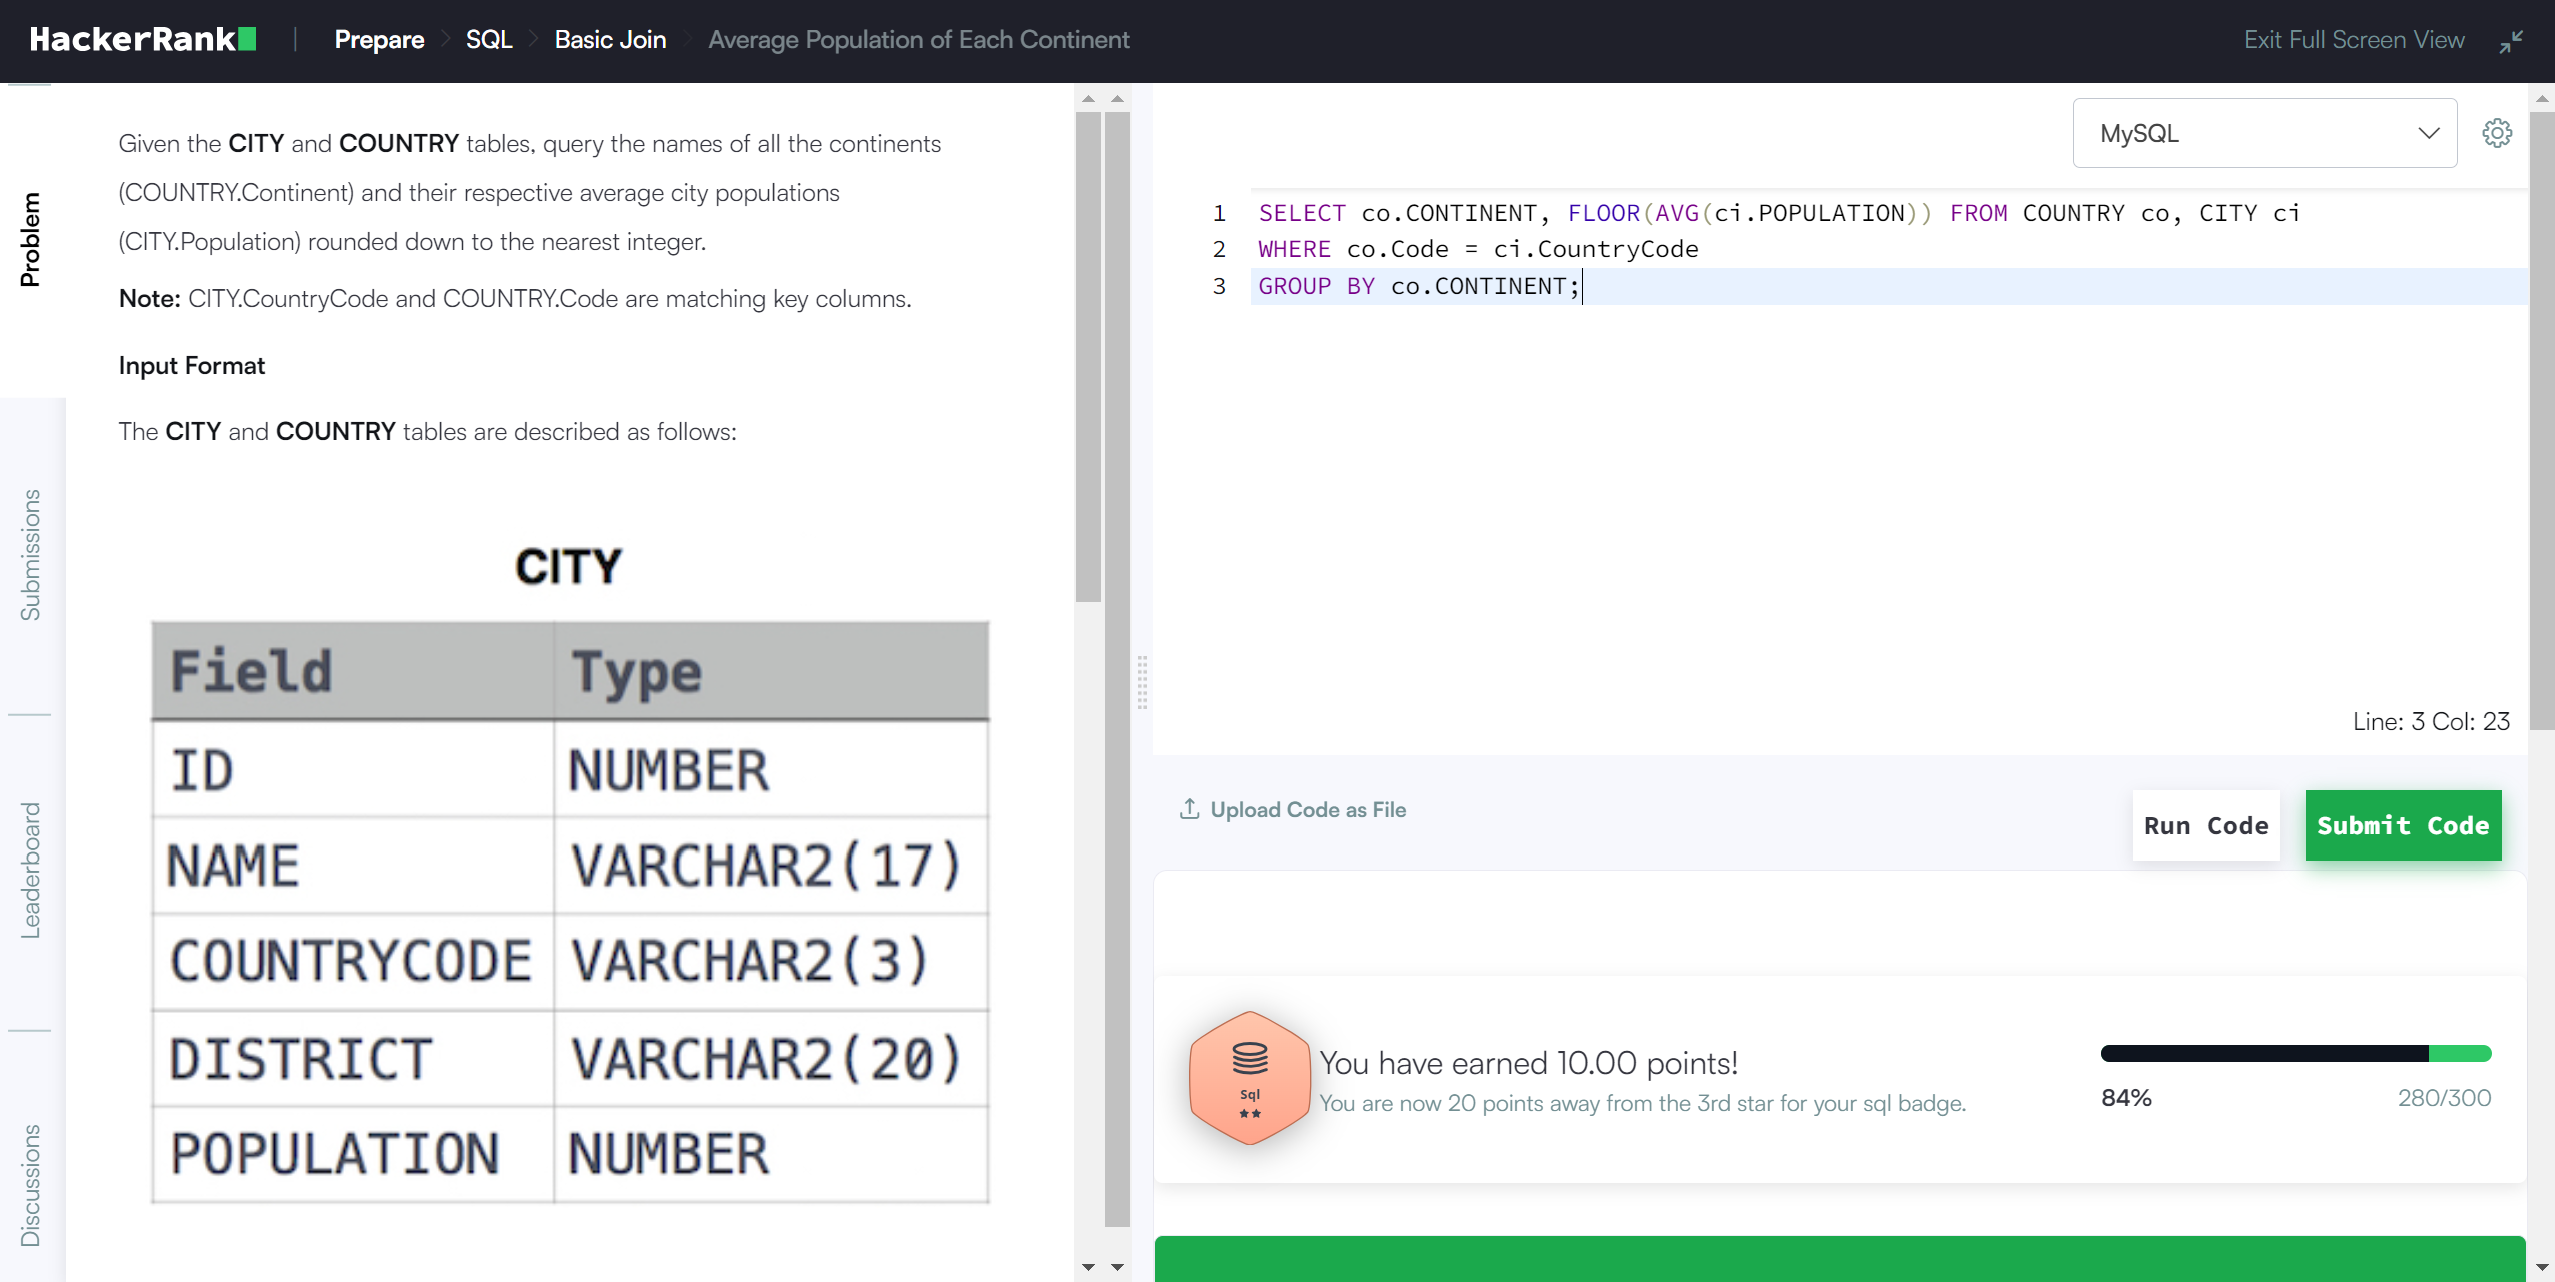 HackerRank | Prepare > SQL > Basic Join > Average Population of Each Continent
Exit Full Screen View
Problem
Submissions
Leaderboard
Discussions
Given the CITY and COUNTRY tables, query the names of all the continents
(COUNTRY.Continent) and their respective average city populations
(CITY.Population) rounded down to the nearest integer.
Note: CITY.CountryCode and COUNTRY.Code are matching key columns.
Input Format
The CITY and COUNTRY tables are described as follows:
CITY
Field Type
ID NUMBER
NAME VARCHAR2(17)
COUNTRYCODE VARCHAR2(3)
DISTRICT VARCHAR2(20)
POPULATION NUMBER
MySQL
1 SELECT co.CONTINENT, FLOOR(AVG(ci.POPULATION)) FROM COUNTRY co, CITY ci
2 WHERE co.Code = ci.CountryCode
3 GROUP BY co.CONTINENT;
Line: 3 Col: 23
Upload Code as File
Run Code
Submit Code
Sql
You have earned 10.00 points!
You are now 20 points away from the 3rd star for your sql badge.
84%
280/300